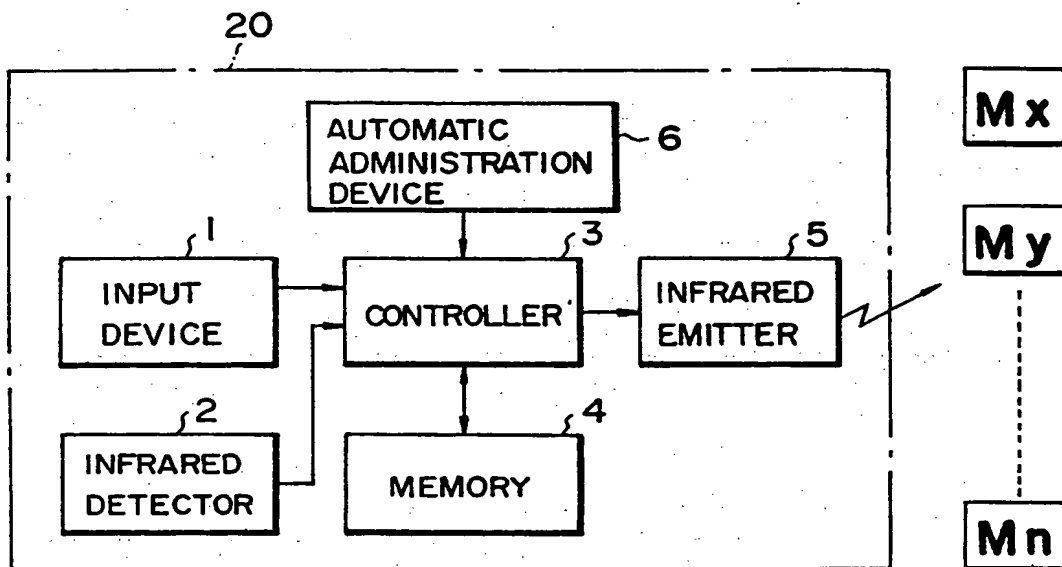 20
AUTOMATIC
ADMINISTRATION
DEVICE
6
Mx
1
INPUT
DEVICE
3
CONTROLLER
5
INFRARED
EMITTER
My
2
INFRARED
DETECTOR
4
MEMORY
Mn